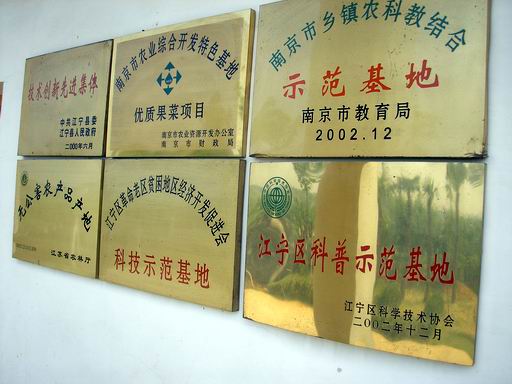 技术创新先进集体
中共江宁县委
江宁县人民政府
二000年六月
南京市农业综合开发特色基地
优质果菜项目
南京市农业资源开发办公室
南京市财政局
南京市乡镇农科教结合
示范基地
南京市教育局
2002.12
无公害农产品产地
江苏省农林厅
江宁区革命老区贫困地区经济开发促进会
科技示范基地
江宁区科普示范基地
江宁区科学技术协会
二00二年十二月